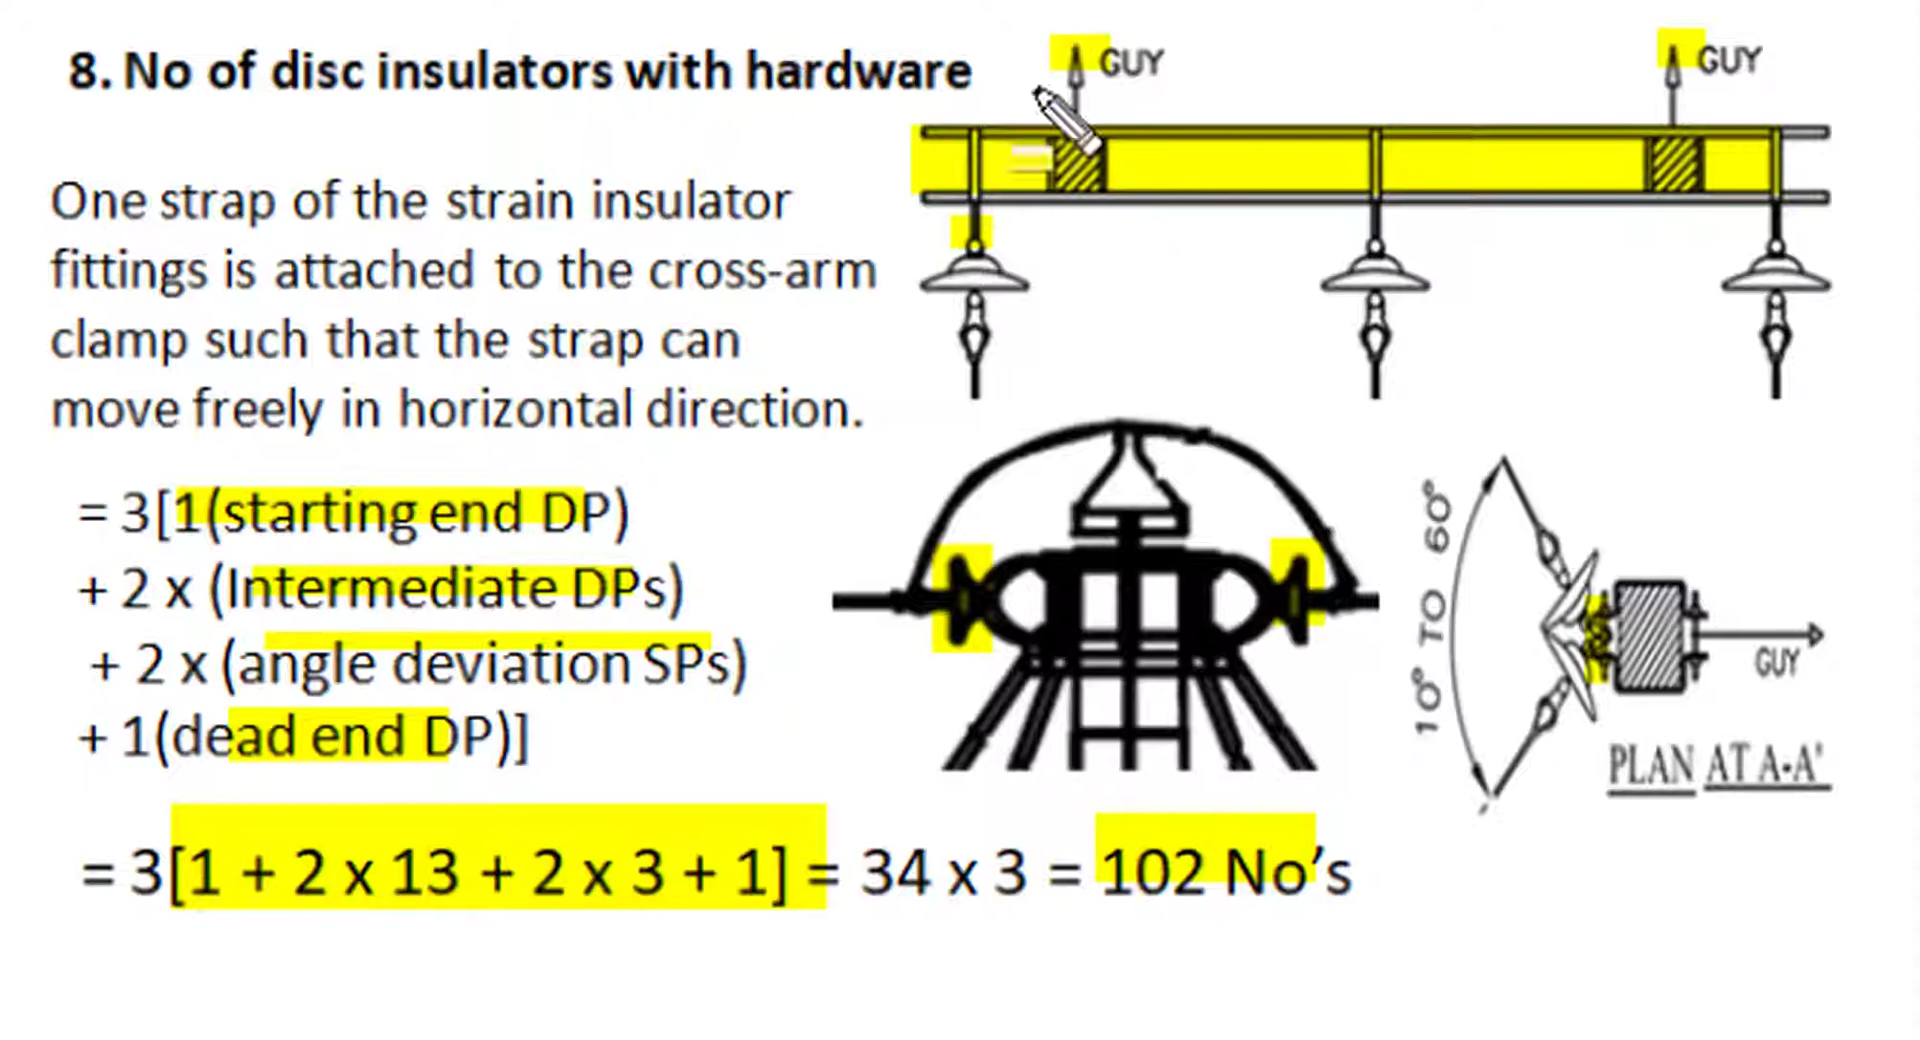 8. No of disc insulators with hardware
One strap of the strain insulator
fittings is attached to the cross-arm
clamp such that the strap can
move freely in horizontal direction.
= 3[1(starting end DP)
+ 2 x (Intermediate DPs)
+ 2 x (angle deviation SPs)
+ 1(dead end DP)]
= 3[1 + 2 x 13 + 2 x 3 + 1] = 34 x 3 = 102 No’s
GUY
GUY
10° TO 60°
GUY
PLAN AT A-A'